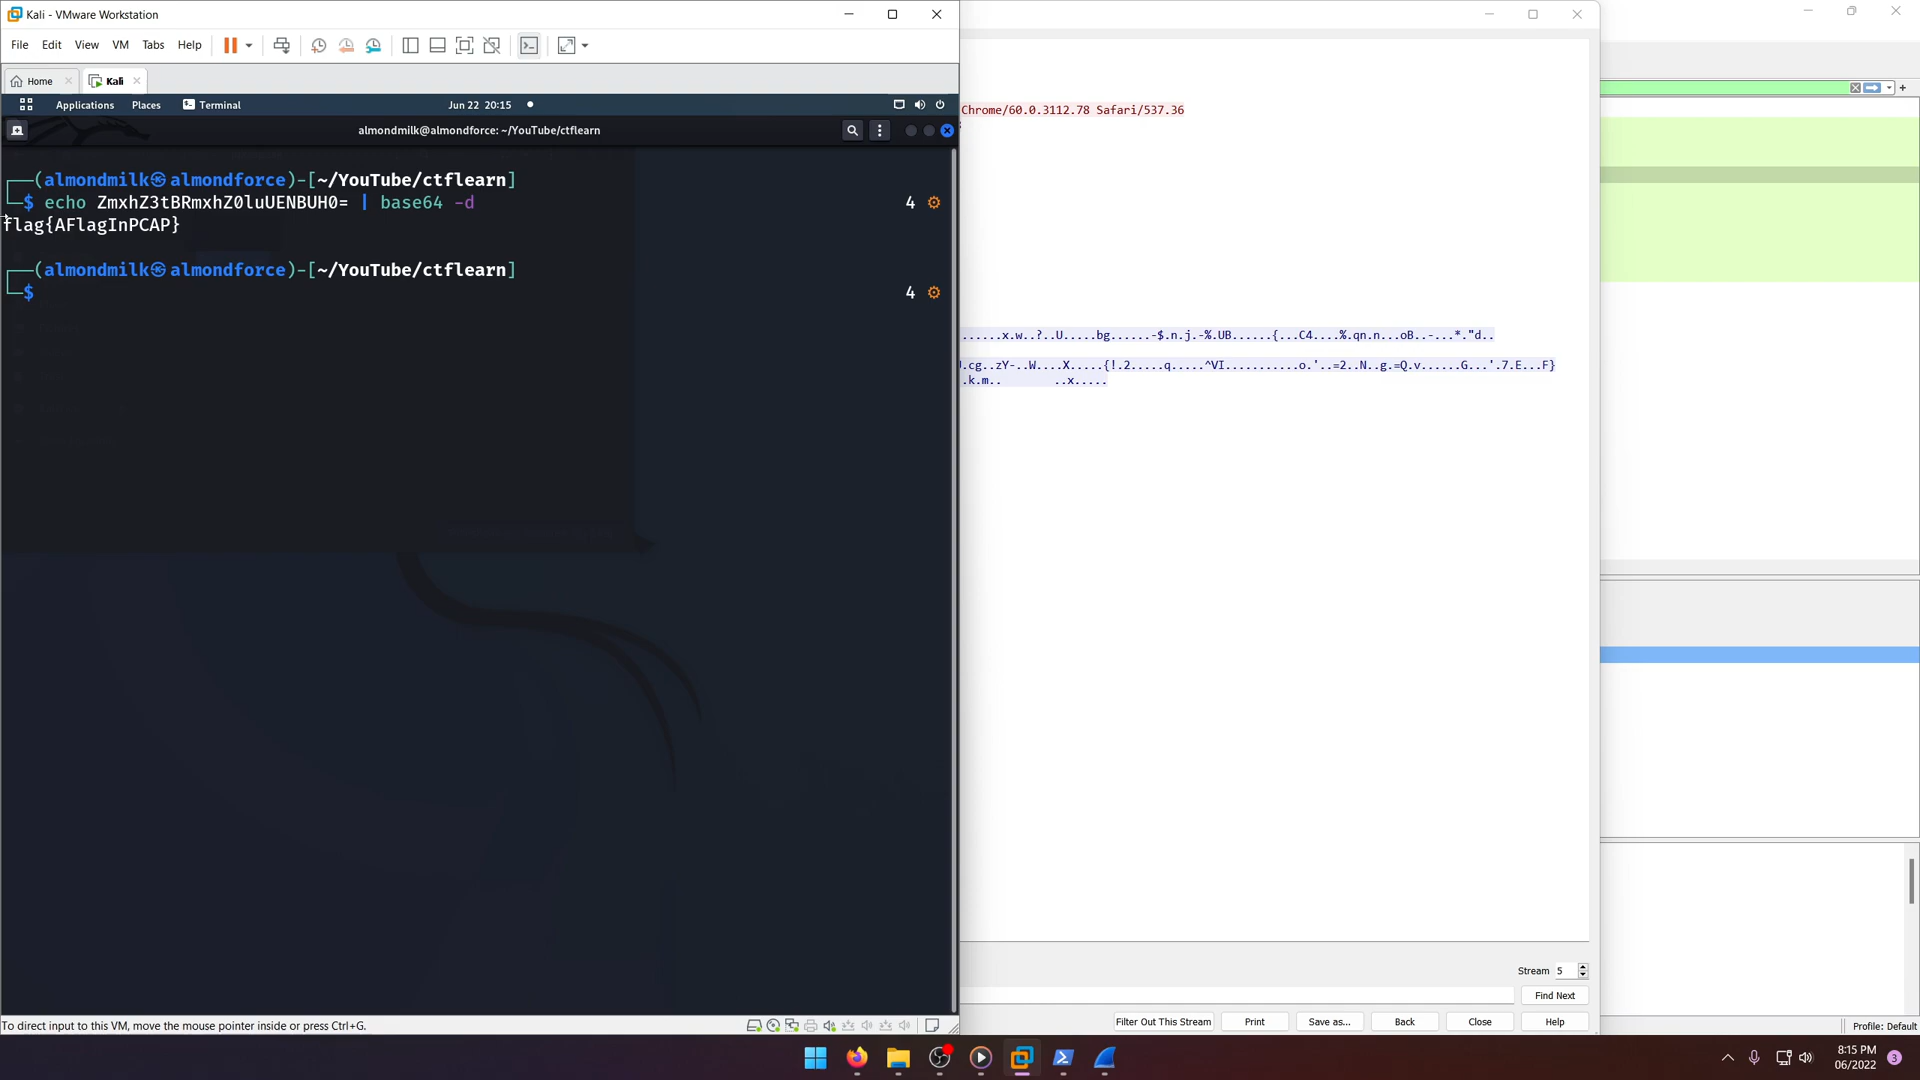 Kali - VMware Workstation
File Edit View VM Tabs Help
Home
Kali
Applications Places Terminal Jun 22 20:15
almondmilk@almondforce: ~/YouTube/ctflearn
┌──(almondmilk㉿almondforce)-[~/YouTube/ctflearn]
└─$ echo ZmxhZ3tBRmxhZ0luUENBUH0= | base64 -d 4
flag{AFlagInPCAP}
┌──(almondmilk㉿almondforce)-[~/YouTube/ctflearn]
└─$ 4
To direct input to this VM, move the mouse pointer inside or press Ctrl+G.
Chrome/60.0.3112.78 Safari/537.36
......x.w..?..U.....bg......-$.n.j.-%.UB......{...C4....%.qn.n...oB..-...*."d..
.cg..zY-..W....X.....{!.2.....q.....^VI...........o.'..=2..N..g.=Q.v......G...'.7.E...F}
.k.m.. ..x.....
Stream 5
Find Next
Filter Out This Stream Print Save as... Back Close Help
Profile: Default
8:15 PM
06/2022 3